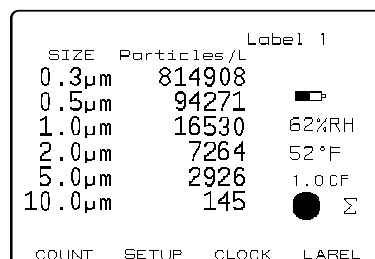 Label 1
SIZE Particles/L
0.3µm 814908
0.5µm 94271
1.0µm 16530
62%RH
2.0µm 7264
52°F
5.0µm 2926
1.0CF
10.0µm 145
Σ
COUNT SETUP CLOCK LABEL